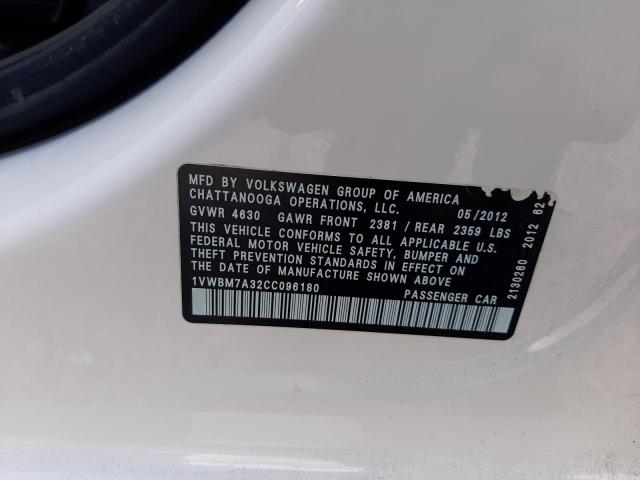 MFD BY VOLKSWAGEN GROUP OF AMERICA
CHATTANOOGA OPERATIONS, LLC. 05/2012
GVWR 4630 GAWR FRONT 2381 / REAR 2359 LBS
THIS VEHICLE CONFORMS TO ALL APPLICABLE U.S.
FEDERAL MOTOR VEHICLE SAFETY, BUMPER AND
THEFT PREVENTION STANDARDS IN EFFECT ON
THE DATE OF MANUFACTURE SHOWN ABOVE
1VWBM7A32CC096180 PASSENGER CAR
2130260 2012 62